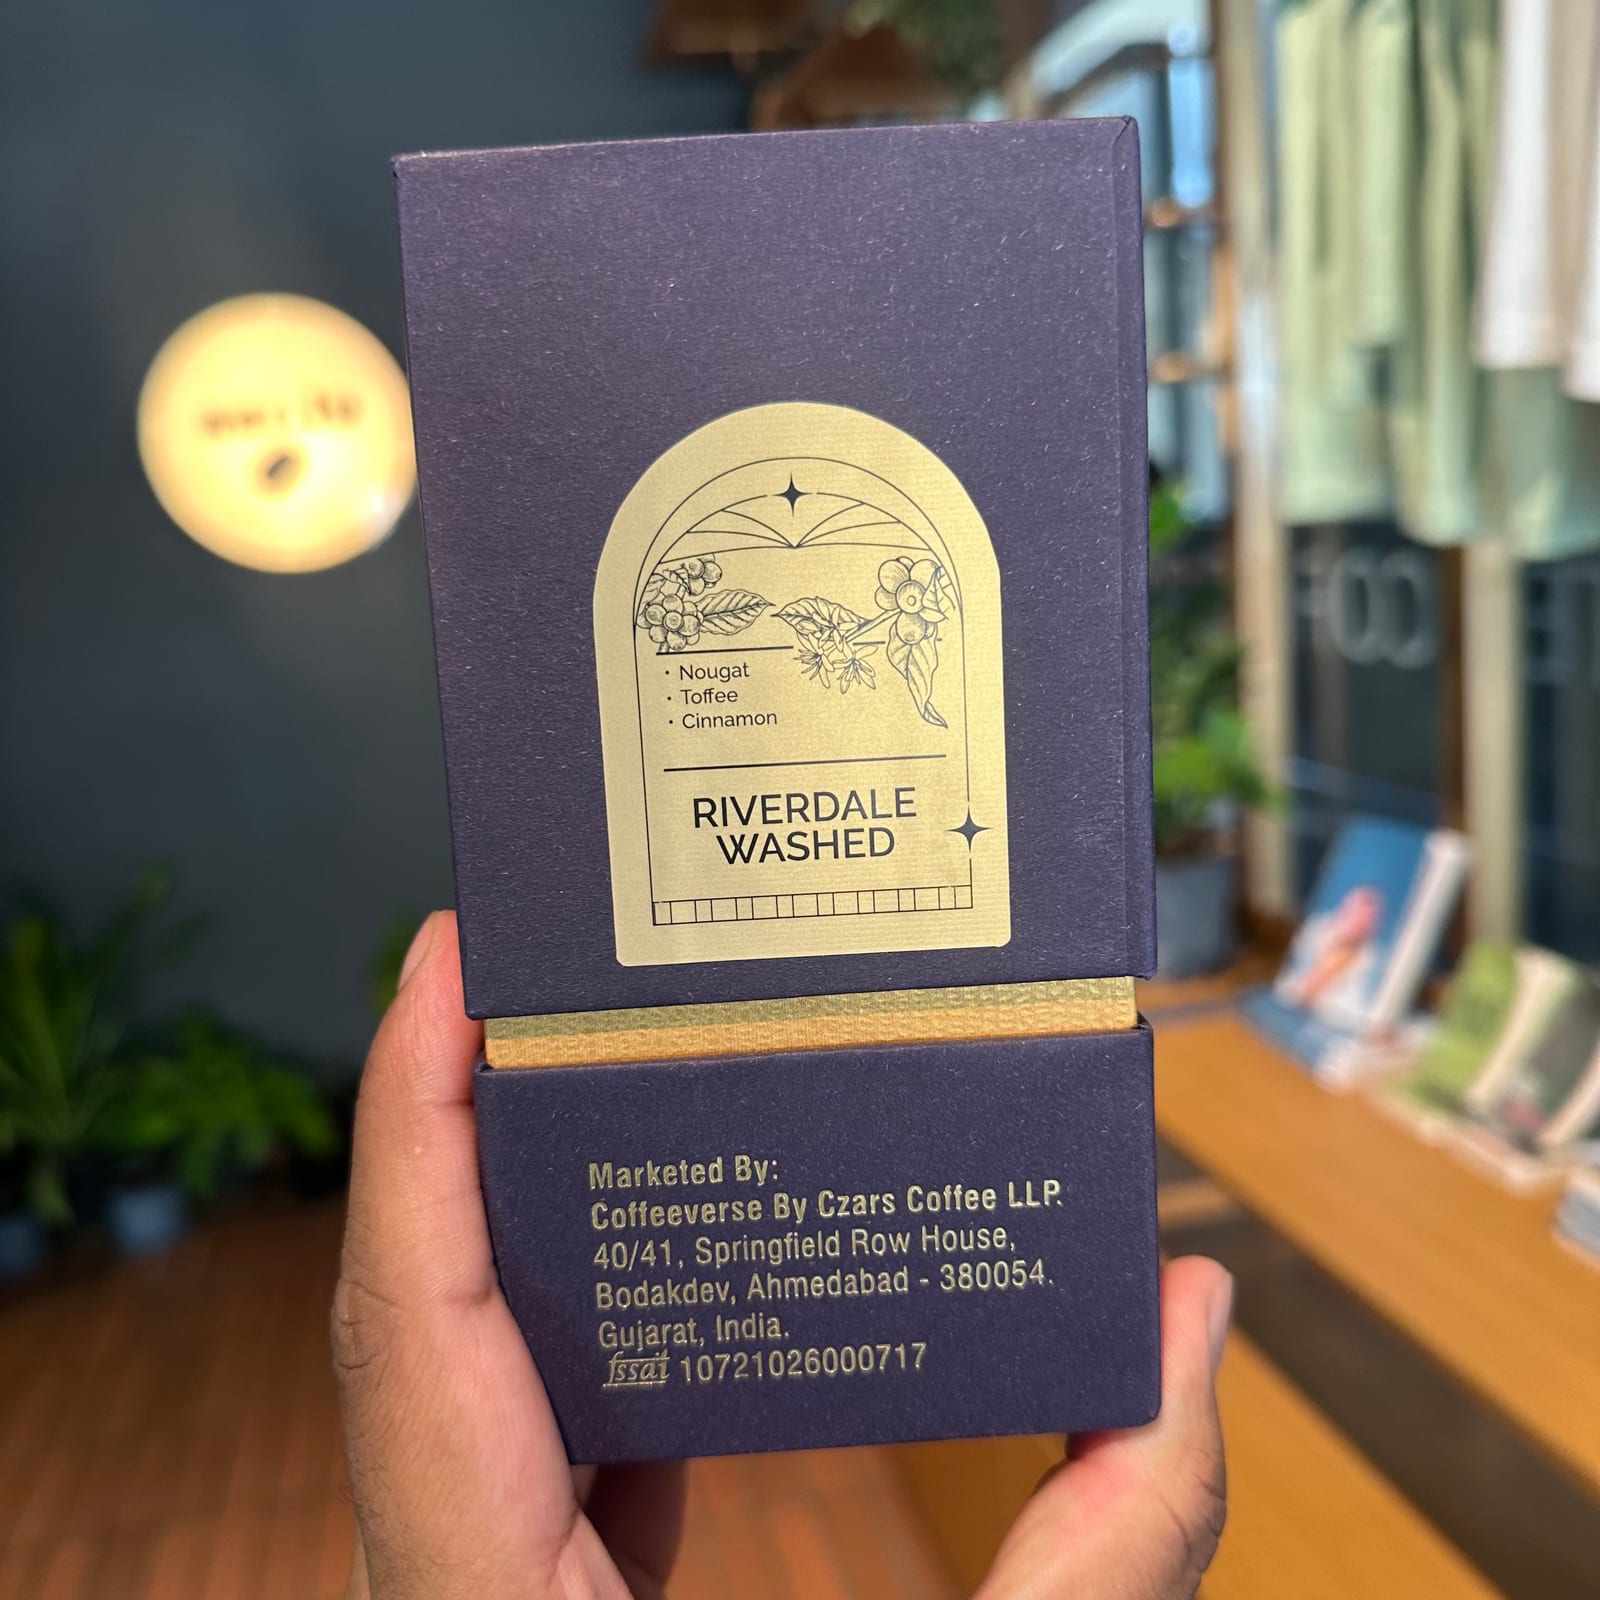 • Nougat
• Toffee
• Cinnamon
RIVERDALE
WASHED
Marketed By:
Coffeeverse By Czars Coffee LLP.
40/41, Springfield Row House,
Bodakdev, Ahmedabad - 380054.
Gujarat, India.
fssai 10721026000717